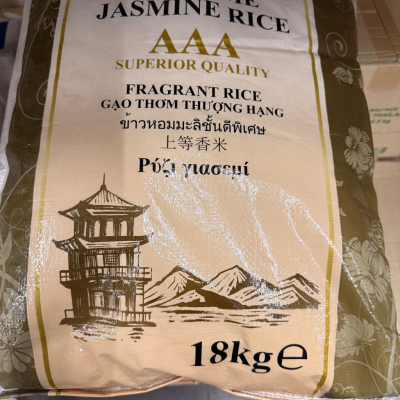 JASMINE RICE
AAA
SUPERIOR QUALITY
FRAGRANT RICE
GẠO THƠM THƯỢNG HẠNG
ข้าวหอมมะลิชั้นดีพิเศษ
上等香米
Ρύζι γιασεμί
18kg ℮